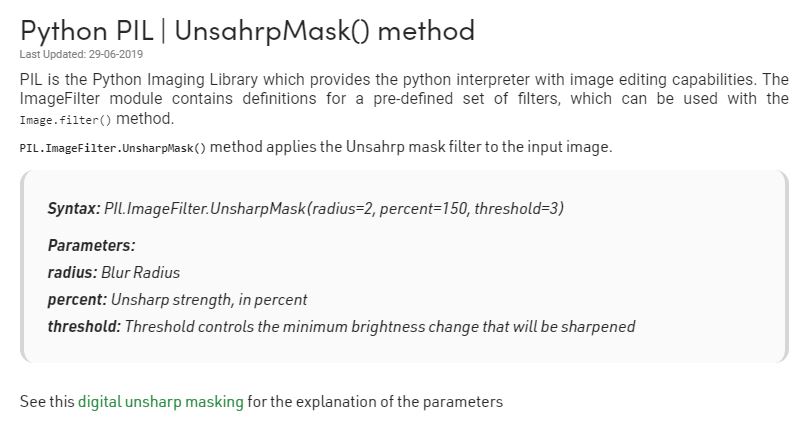 Python PIL | UnsahrpMask() method
Last Updated: 29-06-2019
PIL is the Python Imaging Library which provides the python interpreter with image editing capabilities. The
ImageFilter module contains definitions for a pre-defined set of filters, which can be used with the
Image.filter() method.
PIL.ImageFilter.UnsharpMask() method applies the Unsahrp mask filter to the input image.
Syntax: PIl.ImageFilter.UnsharpMask(radius=2, percent=150, threshold=3)
Parameters:
radius: Blur Radius
percent: Unsharp strength, in percent
threshold: Threshold controls the minimum brightness change that will be sharpened
See this digital unsharp masking for the explanation of the parameters